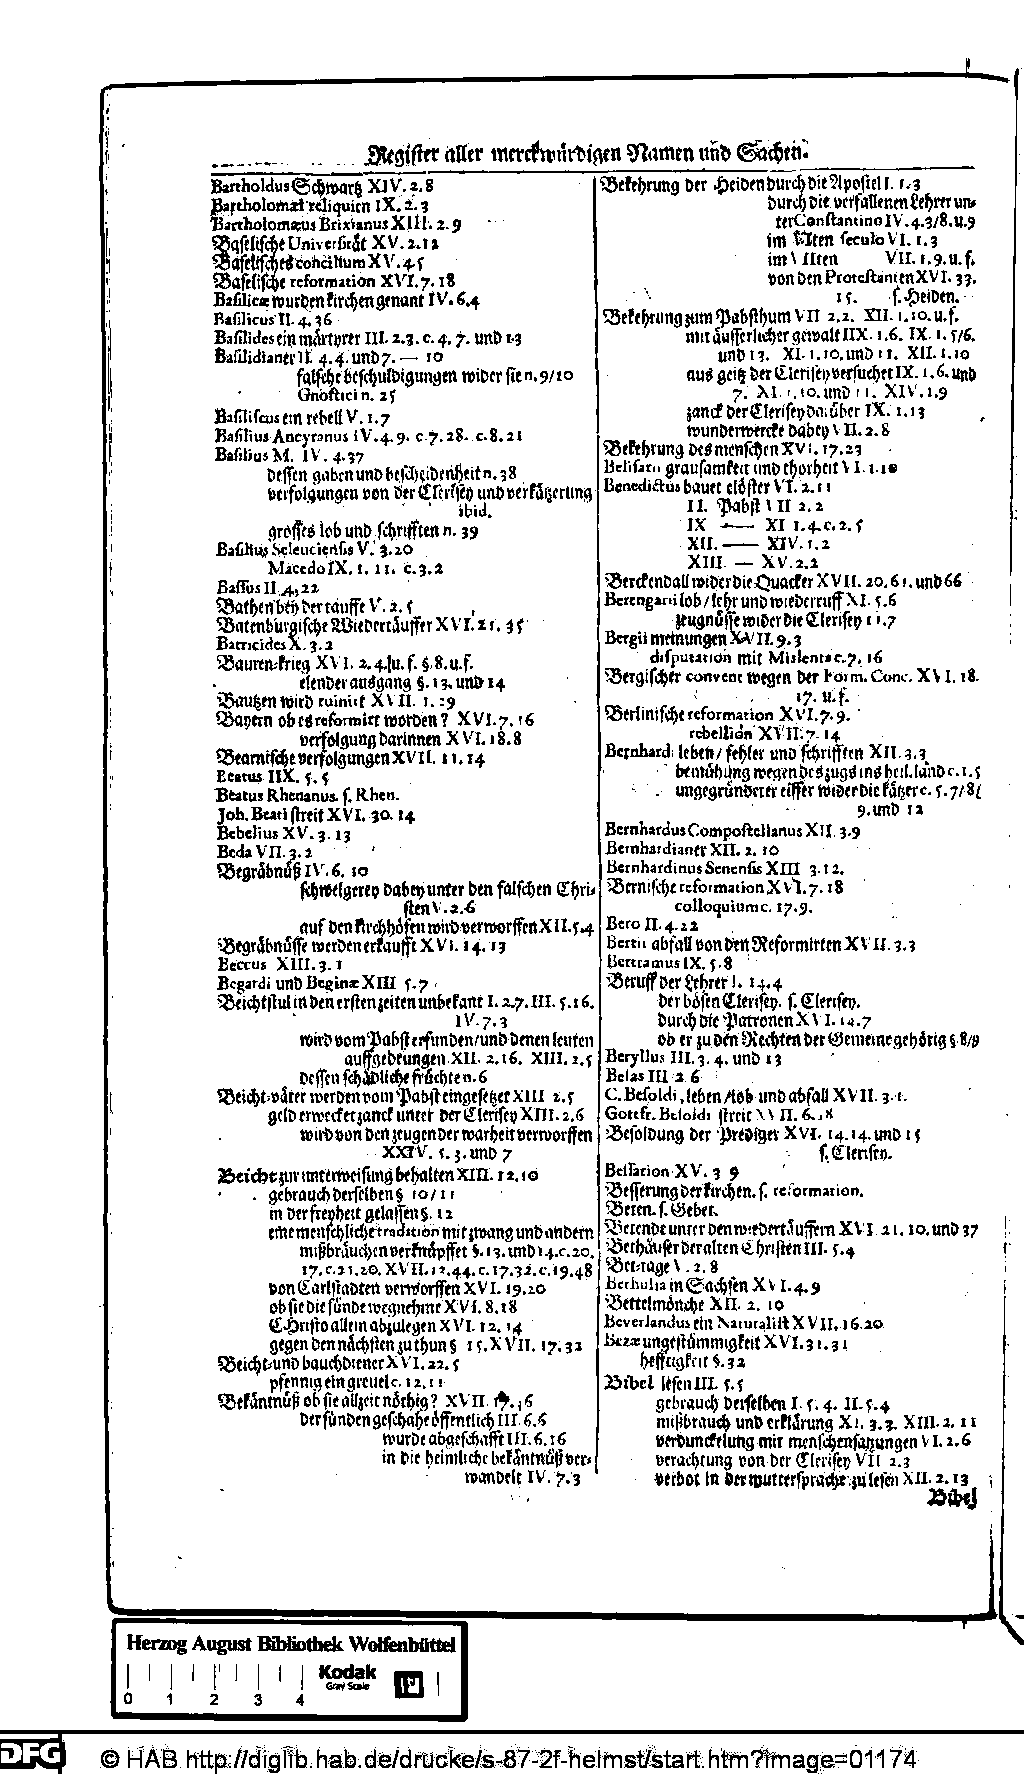 Register aller merckwürdigen Namen und Sachen.
Bartholdus Schwartz XIV. 2. 8
Bartholomæi reliquien IX. 2. 3
Bartholomæus Brixianus XIII. 2. 9
Baselische Universität XV. 2. 12
Baselisches concilium XV. 4 5
Baselische reformation XVI. 7. 18
Basilicæ wurden kirchen genant IV. 6. 4
Basilicus II. 4. 36
Basilides ein märtyrer III. 2. 3. c. 4. 7. und 13
Basilidianer II. 4. 4. und 7. — 10
falsche beschuldigungen wider sie n. 9/10
Gnostici n. 25
Basiliscus ein rebell V. 1. 7
Basilius Ancyranus IV. 4. 9. c. 7. 28. c. 8. 21
Basilius M. IV. 4. 37
dessen gaben und bescheidenheit n. 38
verfolgungen von der Clerisey und verkätzerung
ibid.
grosses lob und schrifften n. 39
Basilius Seleuciensis V. 3. 20
Macedo IX. 1. 11. c. 3. 2
Bassus II. 4, 22
Bathen bey der tauffe V. 2. 5
Batenburgische Wiedertäuffer XVI. 21. 35
Batricides X. 3. 2
Bauren-krieg XVI. 2. 4. u. f. §. 8. u. f.
elender ausgang §. 13. und 14
Bautzen wird ruinirt XVII. 1. 29
Bayern ob es reformirt worden? XVI. 7. 16
verfolgung darinnen XVI. 18. 8
Bearnische verfolgungen XVII. 11. 14
Beatus IIX. 5. 5
Beatus Rhenanus. s. Rhen.
Joh. Beati streit XVI. 30. 14
Bebelius XV. 3. 13
Beda VII. 3. 2
Begräbnüß IV. 6. 10
schwelgerey dabey unter den falschen Chri-
sten V. 2. 6
auf den kirchhöfen wird verworffen XII. 5. 4
Begräbnüsse werden erkaufft XVI. 14. 13
Beccus XIII. 3. 1
Begardi und Beginæ XIII 5. 7
Beichtstul in den ersten zeiten unbekant I. 2. 7. III. 5. 16.
IV. 7. 3
wird vom Pabst erfunden/und denen leuten
auffgedrungen XII. 2. 16. XIII. 2. 5
dessen schädliche früchte n. 6
Beicht-väter werden vom Pabst eingesetzet XIII 2. 5
geld erwecket zanck unter der Clerisey XIII. 2. 6
wird von den zeugen der warheit verworffen
XXIV. 5. 3. und 7
Beicht zur unterweisung behalten XIII. 12. 10
gebrauch derselben § 10/11
in der freyheit gelassen §. 12
eine menschliche tradition mit zwang und andern
mißbräuchen verknüpffet §. 13. und 14. c. 20.
17. c. 21. 20. XVII. 12. 44. c. 17. 32. c. 19. 48
von Carlstadten verworffen XVI. 19. 20
ob sie die sünde wegnehme XVI. 8. 18
Christo allein abzulegen XVI. 12. 14
gegen den nächsten zu thun § 15. XVII. 17. 32
Beicht- und bauchdiener XVI. 22. 5
pfennig ein greuel c. 12. 11
Bekäntnüß ob sie allzeit nöthig? XVII
der sünden geschahe öffentlich III. 6. 6
wurde abgeschafft III. 6. 16
in die heimliche bekäntnüß ver-
wandelt IV. 7. 3
Bekehrung der Heiden durch die Apostel I. 1. 3
durch die verfallenen Lehrer un-
ter Constantino IV. 4. 3/8. u. 9
im VIten seculo VI. 1. 3
im VIIten VII. 1. 9. u. f.
von den Protestanten XVI. 33.
15. s. Heiden.
Bekehrung zum Pabsthum VII 2. 2. XII. 1. 10. u. f.
mit äusserlicher gewalt IIX. 1. 6. IX. 1. 5/6.
und 13. XI. 1. 10. und 11. XII. 1. 10
aus geitz der Clerisey versuchet IX. 1. 6. und
7. XI. 1. 10. und 11. XIV. 1. 9
zanck der Clerisey darüber IX. 1. 13
wunderwercke dabey VII. 2. 8
Bekehrung des menschen XVI. 17. 23
Belisarii grausamkeit und thorheit VI. 1. 10
Benedictus bauet clöster VI. 2. 11
II. Pabst VII 2. 2
IX — XI 1. 4. c. 2. 5
XII. — XIV. 1. 2
XIII. — XV. 2. 2
Berckendall wider die Quacker XVII. 20. 61. und 66
Berengarii lob/lehr und wiederruff XI. 5. 6
zeugnüsse wider die Clerisey 11. 7
Bergii meinungen XVII. 9. 3
disputation mit Mislenta c. 7. 16
Bergischer convent wegen der Form. Conc. XVI. 18.
17. u. f.
Berlinische reformation XVI. 7. 9.
rebellion XVII. 7. 14
Bernhardi leben/fehler und schrifften XII. 3. 3
bemühung wegen des zugs ins heil. land c. 1. 5
ungegründeter eiffer wider die kätzer c. 5. 7/8/
9. und 12
Bernhardus Compostellanus XII. 3. 9
Bernhardianer XII. 2. 10
Bernhardinus Senensis XIII 3. 12.
Bernische reformation XVI. 7. 18
colloquium c. 17. 9.
Bero II. 4. 22
Bertii abfall von den Reformirten XVII. 3. 3
Bertramus IX. 5. 8
Beruff der Lehrer I. 14. 4
der bösen Clerisey. s. Clerisey.
durch die Patronen XVI. 14. 7
ob er zu den Rechten der Gemeine gehörig § 8/9
Beryllus III. 3. 4. und 13
Besas III 2 6
C. Besoldi, leben/lob und abfall XVII. 3. 1.
Gottfr. Besoldi streit XVII. 6. 18
Besoldung der Prediger XVI. 14. 14. und 15
s. Clerisey.
Bessarion XV. 3 9
Besserung der kirchen. s. reformation.
Beten. s. Gebet.
Betende unter den wiedertäuffern XVI 21. 10. und 37
Bethäuser der alten Christen III. 5. 4
Bet-tage V. 2. 8
Bethulia in Sachsen XVI. 4. 9
Bettelmönche XII. 2. 10
Beverlandus ein Naturalist XVII. 16. 20
Bezæ ungestümmigkeit XVI. 31. 31
hefftigkeit §. 32
Bibel lesen III. 5. 5
gebrauch derselben I. 5. 4. II. 5. 4
mißbrauch und erklärung XI. 3. 3. XIII. 2. 11
verdunckelung mit menschensatzungen VI. 2. 6
verachtung von der Clerisey VII 2. 3
verbot in der muttersprache zu lesen XII. 2. 13
Bibel
Herzog August Bibliothek Wolfenbüttel
Kodak
Gray Scale
0 1 2 3 4
DFG © HAB http://diglib.hab.de/drucke/s-87-2f-helmst/start.htm?image=01174